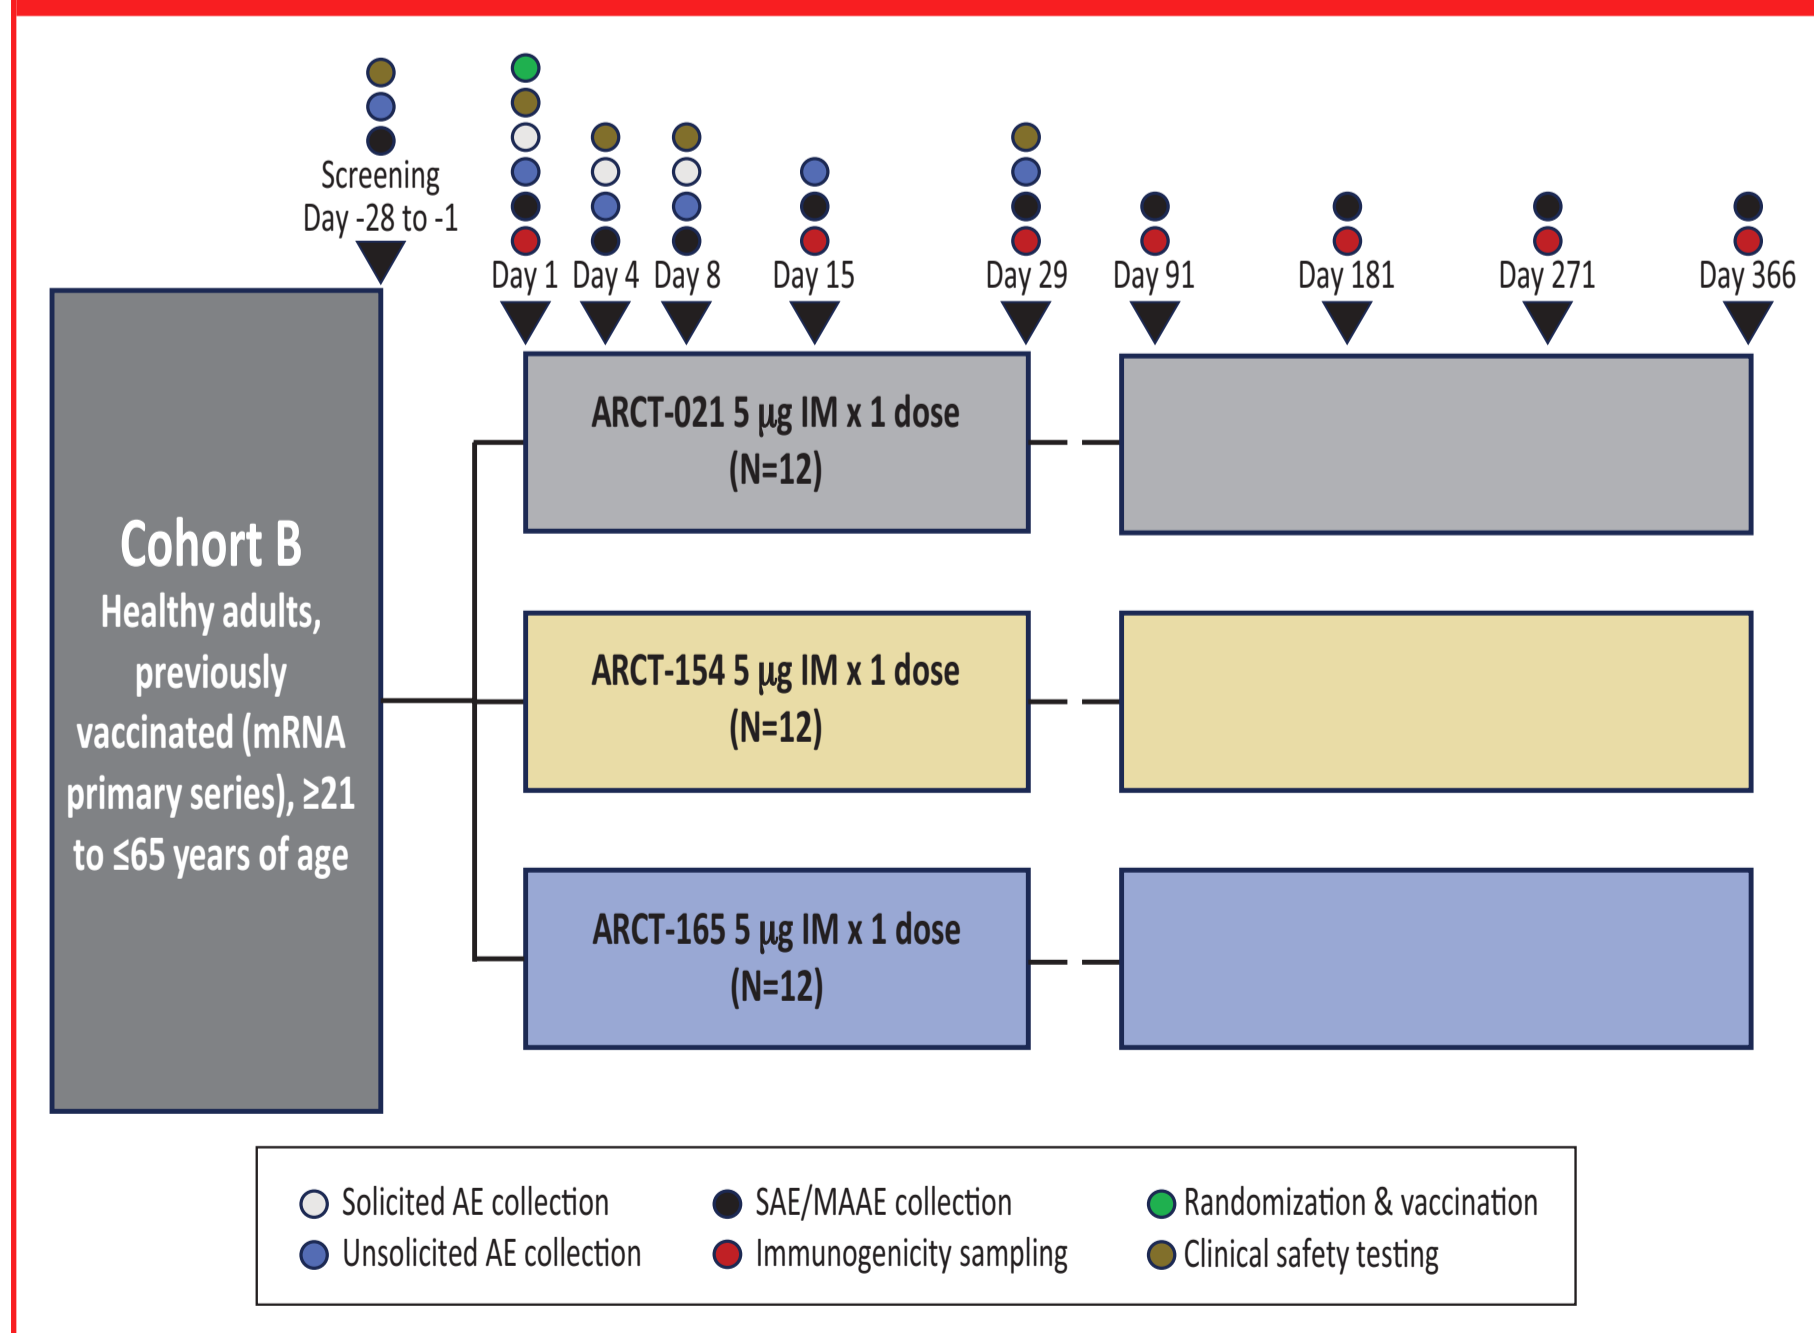 Screening
Day -28 to -1
Day 1
Day 4
Day 8
Day 15
Day 29
Day 91
Day 181
Day 271
Day 366
Cohort B
Healthy adults,
previously
vaccinated (mRNA
primary series), ≥21
to ≤65 years of age
ARCT-021 5 μg IM x 1 dose
(N=12)
ARCT-154 5 μg IM x 1 dose
(N=12)
ARCT-165 5 μg IM x 1 dose
(N=12)
Solicited AE collection
Unsolicited AE collection
SAE/MAAE collection
Immunogenicity sampling
Randomization & vaccination
Clinical safety testing